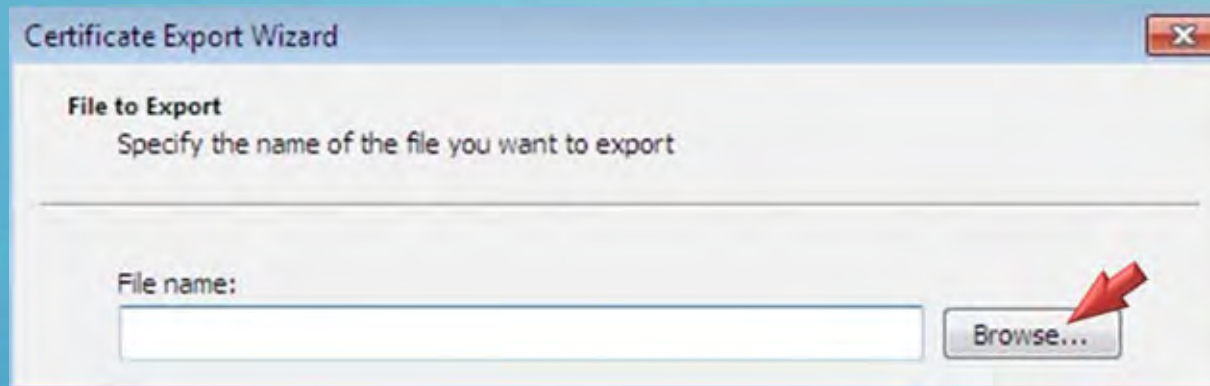 Certificate Export Wizard
File to Export
Specify the name of the file you want to export
File name:
Browse...